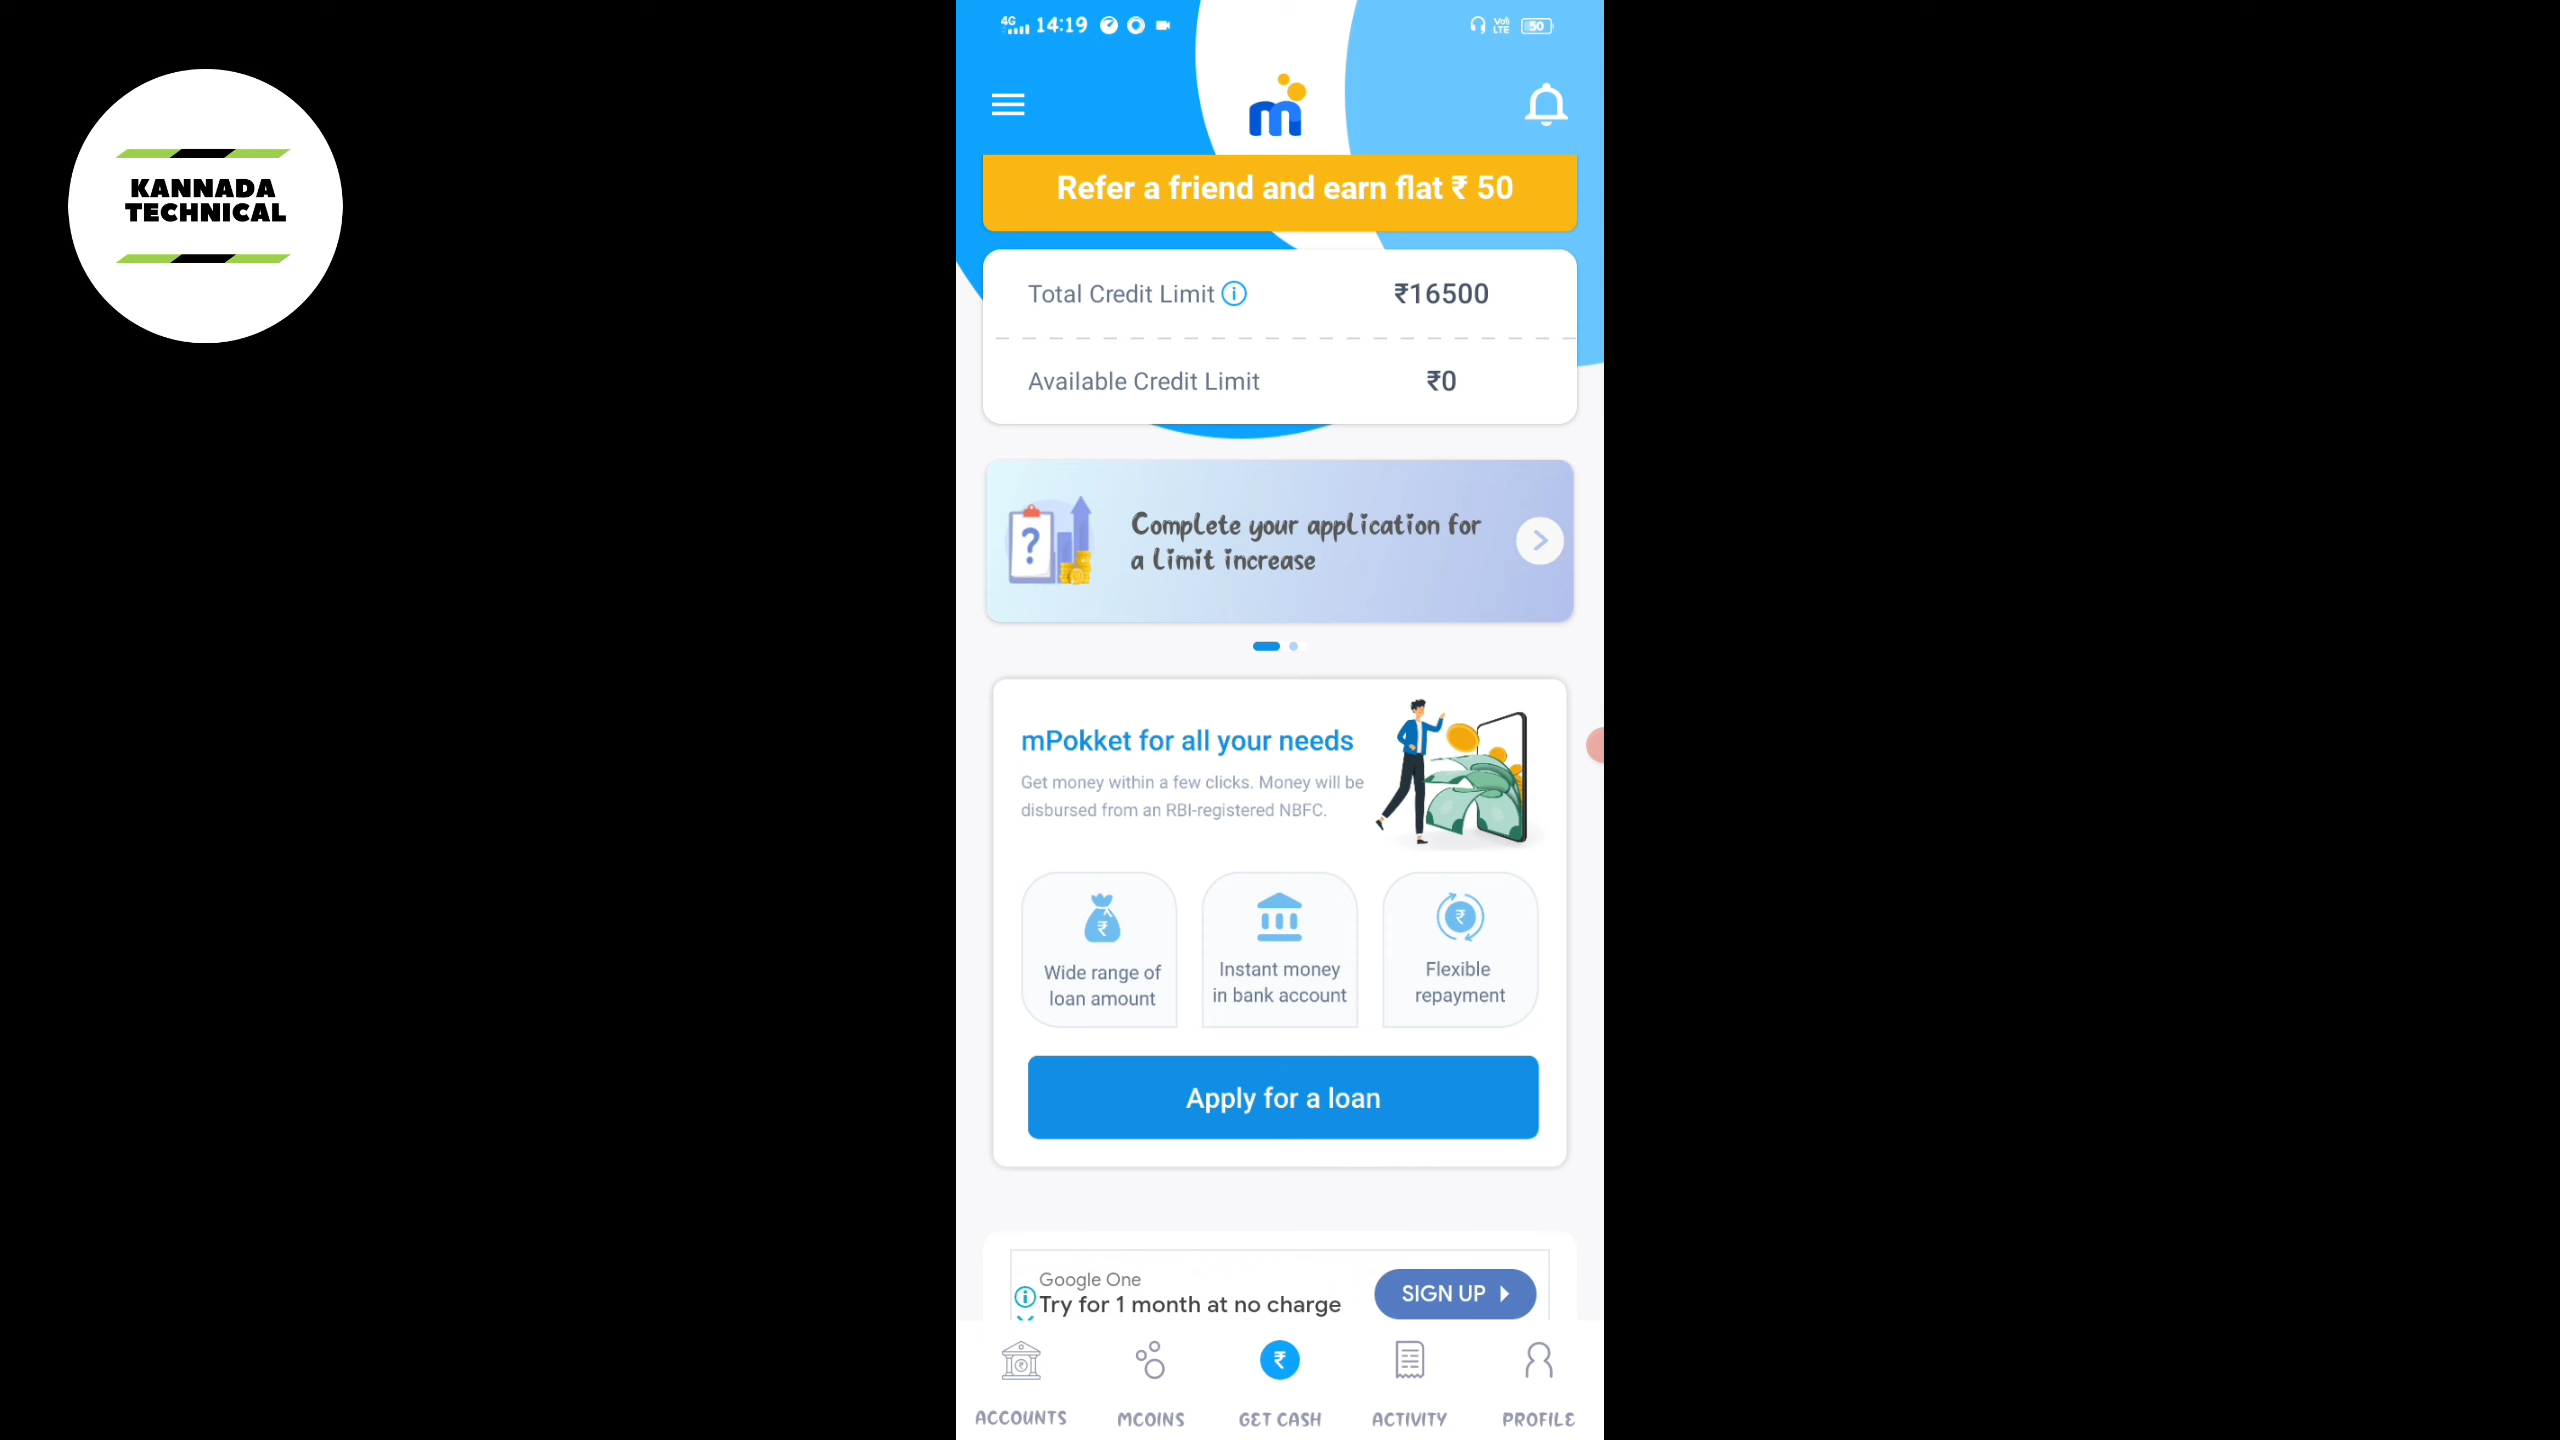 KANNADA
TECHNICAL
4G 14:19
Vo)) LTE 50
m
Refer a friend and earn flat ₹ 50
Total Credit Limit ₹16500
Available Credit Limit ₹0
Complete your application for
a limit increase
mPokket for all your needs
Get money within a few clicks. Money will be
disbursed from an RBI-registered NBFC.
Wide range of
loan amount
Instant money
in bank account
Flexible
repayment
Apply for a loan
Google One
Try for 1 month at no charge
SIGN UP
ACCOUNTS MCOINS GET CASH ACTIVITY PROFILE